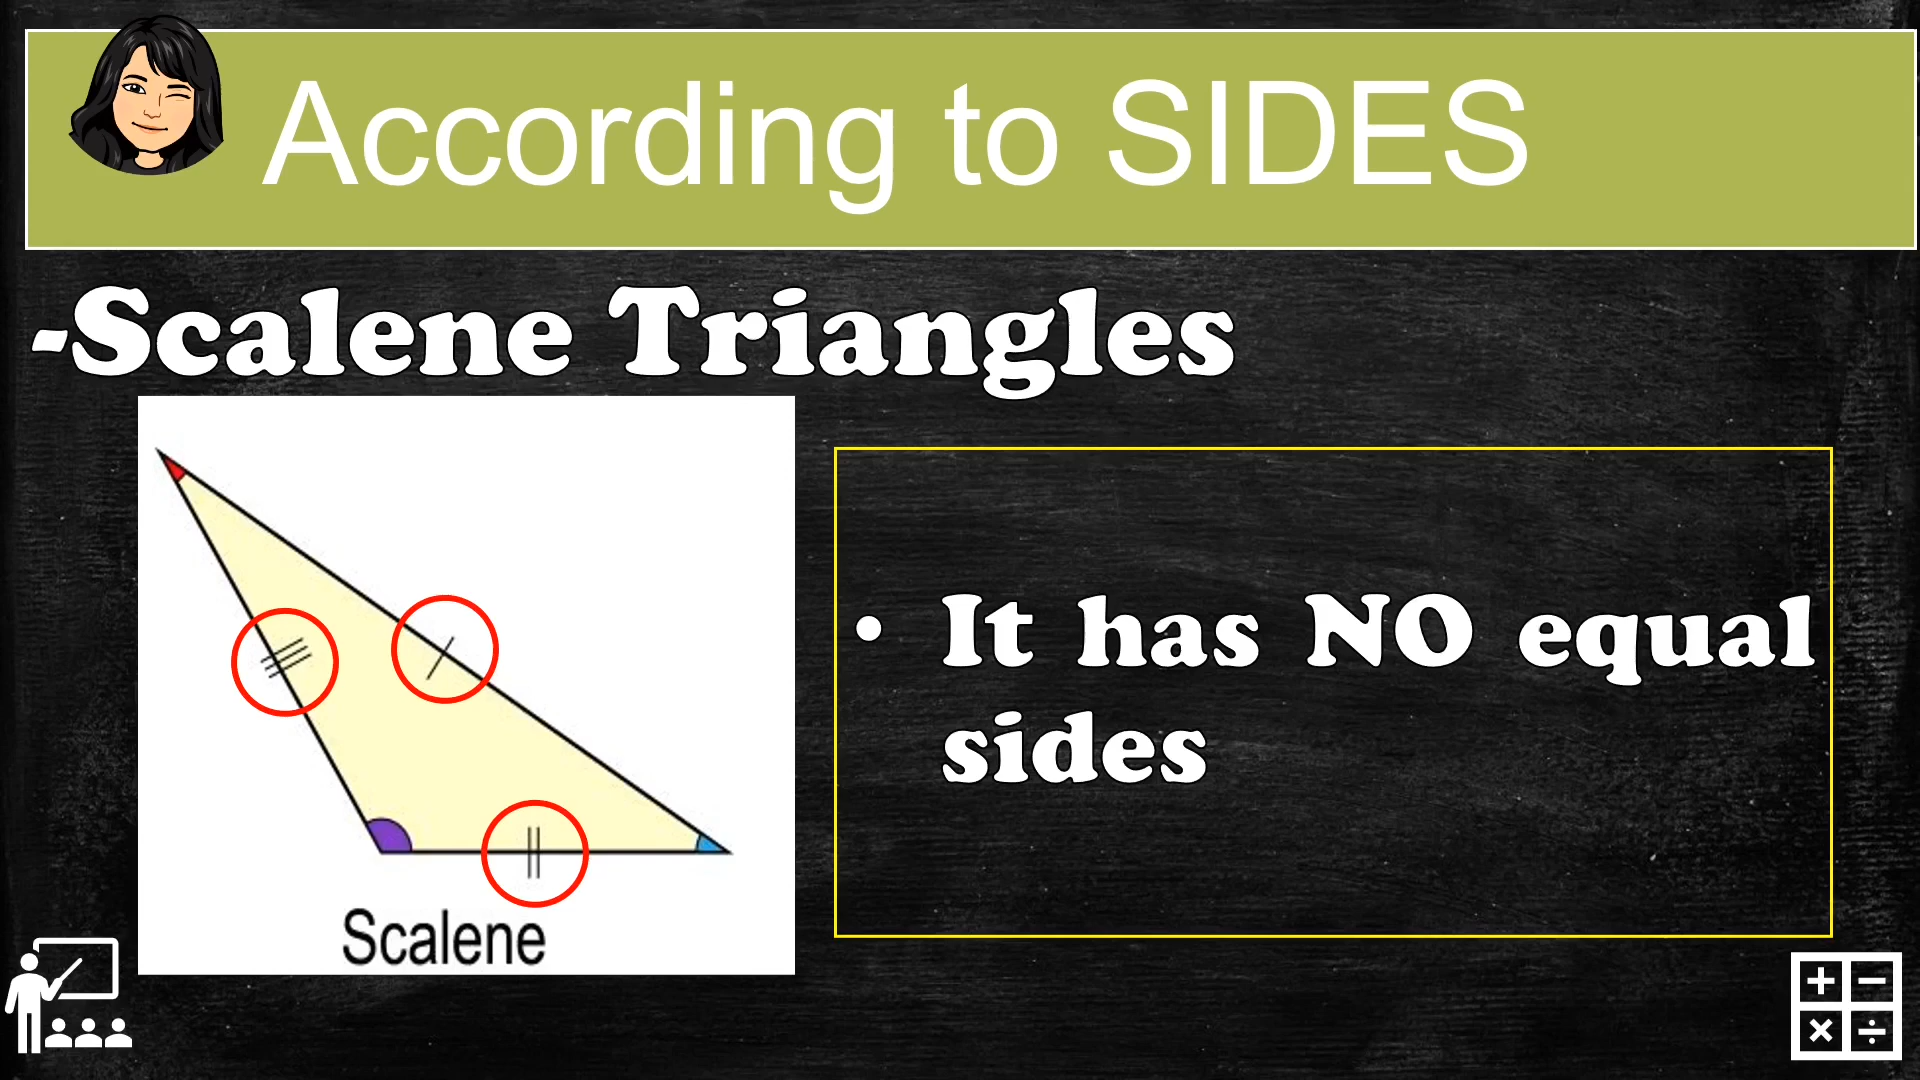 According to SIDES
-Scalene Triangles
• It has NO equal
sides
Scalene